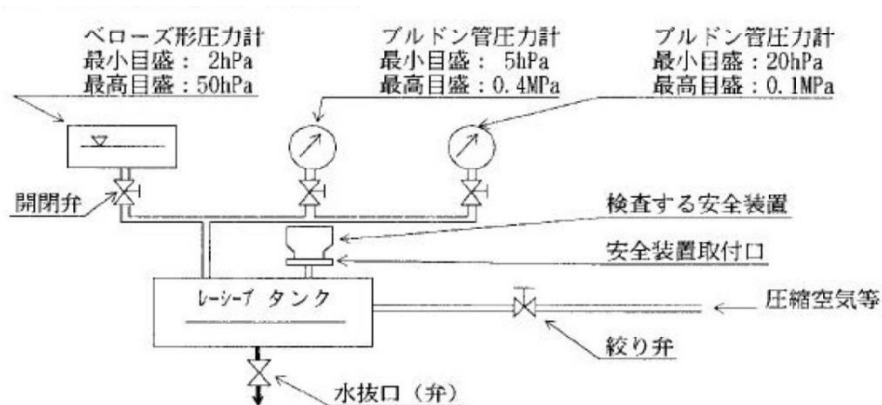 ベローズ形圧力計
最小目盛： 2hPa
最高目盛：50hPa
ブルドン管圧力計
最小目盛： 5hPa
最高目盛：0.4MPa
ブルドン管圧力計
最小目盛：20hPa
最高目盛：0.1MPa
開閉弁
検査する安全装置
安全装置取付口
レーシーブ タンク
圧縮空気等
絞り弁
水抜口（弁）